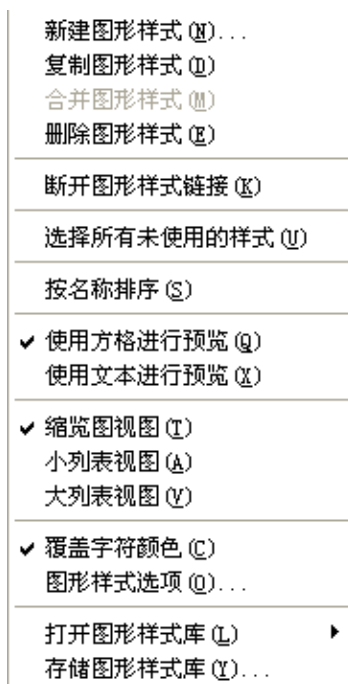 新建图形样式(N)...
复制图形样式(D)
合并图形样式(M)
删除图形样式(E)
断开图形样式链接(K)
选择所有未使用的样式(U)
按名称排序(S)
使用方格进行预览(Q)
使用文本进行预览(X)
缩览图视图(T)
小列表视图(A)
大列表视图(V)
覆盖字符颜色(C)
图形样式选项(O)...
打开图形样式库(L)
存储图形样式库(Y)...